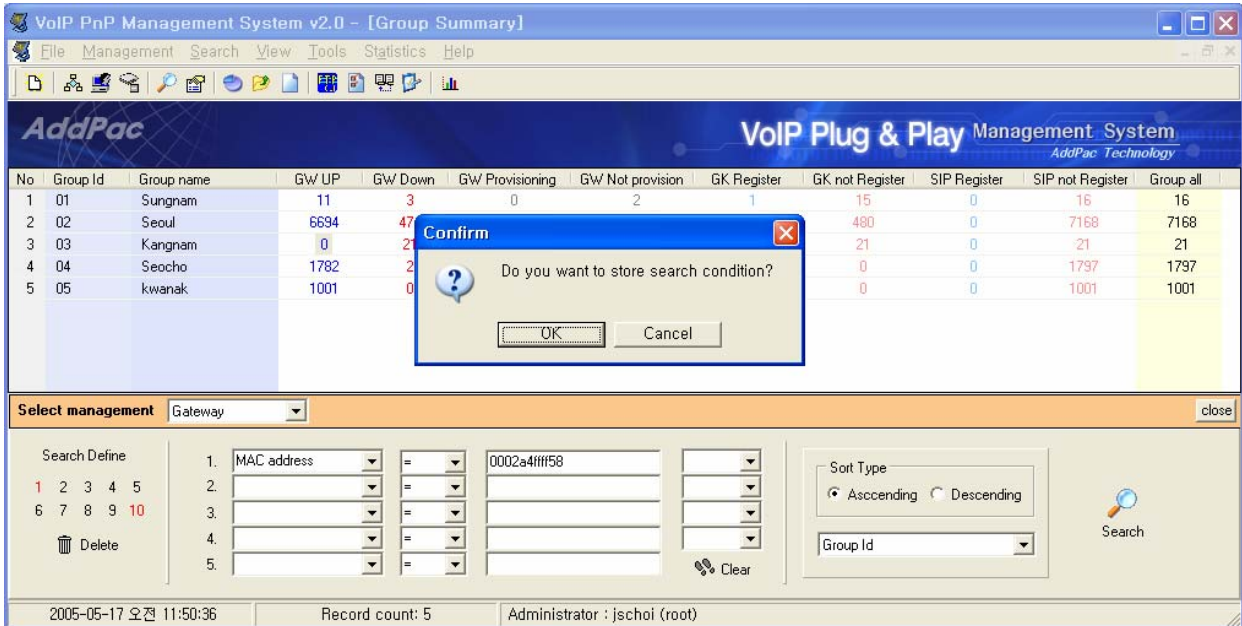 VoIP PnP Management System v2.0 - [Group Summary]
File Management Search View Tools Statistics Help
AddPac
VoIP Plug & Play Management System
AddPac Technology
No Group Id Group name GW UP GW Down GW Provisioning GW Not provision GK Register GK not Register SIP Register SIP not Register Group all
1 01 Sungnam 11 3 0 2 1 15 0 16 16
2 02 Seoul 6694 47 480 0 7168 7168
3 03 Kangnam 0 21 21 0 21 21
4 04 Seocho 1782 2 0 0 1797 1797
5 05 kwanak 1001 0 0 0 1001 1001
Confirm
Do you want to store search condition?
OK Cancel
Select management Gateway close
Search Define
1 2 3 4 5
6 7 8 9 10
Delete
1. MAC address = 0002a4ffff58
2. =
3. =
4. =
5. =
Clear
Sort Type
Asccending Descending
Group Id
Search
2005-05-17 오전 11:50:36 Record count: 5 Administrator : jschoi (root)